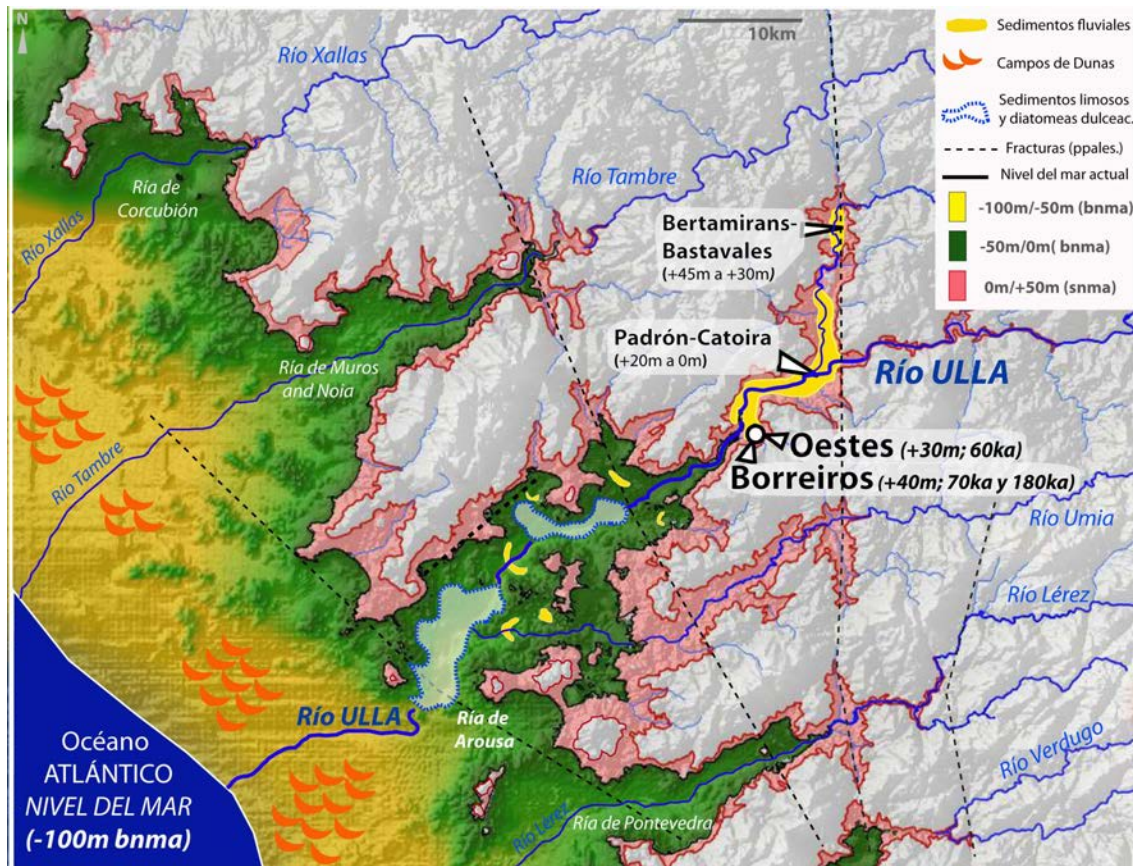 N
10km
Sedimentos fluviales
Campos de Dunas
Sedimentos limosos
y diatomeas dulceac.
Fracturas (ppales.)
Nivel del mar actual
-100m/-50m (bnma)
-50m/0m( bnma)
0m/+50m (snma)
Río Xallas
Río Tambre
Ría de
Corcubión
Río Xallas
Bertamirans-
Bastavales
(+45m a +30m)
Padrón-Catoira
(+20m a 0m)
Río ULLA
Ría de Muros
and Noia
Oestes (+30m; 60ka)
Borreiros (+40m; 70ka y 180ka)
Río Tambre
Río Umia
Río Lérez
Río ULLA
Ría de
Arousa
Río Verdugo
Océano
ATLÁNTICO
NIVEL DEL MAR
(-100m bnma)
Río Lérez
Ría de Pontevedra